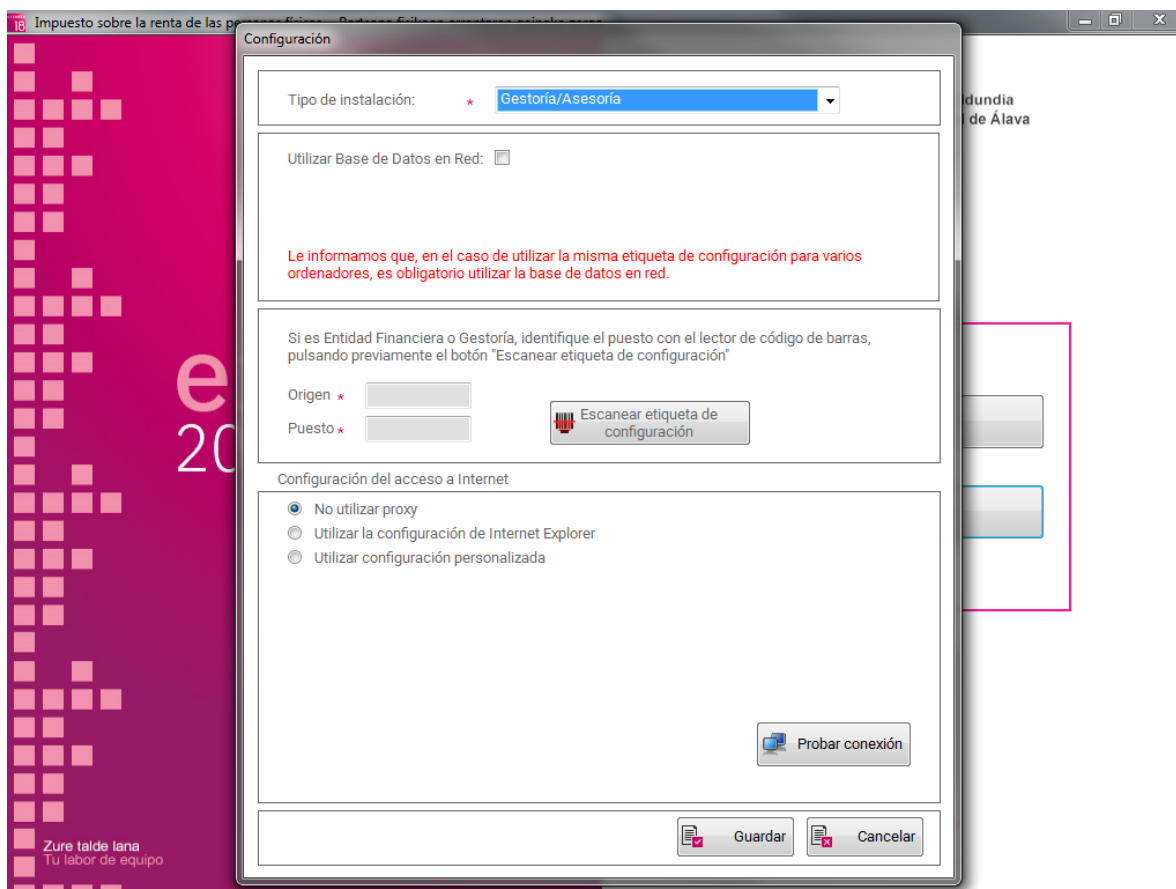 18 Impuesto sobre la renta de las
Configuración
Tipo de instalación: * Gestoría/Asesoría
ldundia
de Álava
Utilizar Base de Datos en Red:
Le informamos que, en el caso de utilizar la misma etiqueta de configuración para varios
ordenadores, es obligatorio utilizar la base de datos en red.
Si es Entidad Financiera o Gestoría, identifique el puesto con el lector de código de barras,
pulsando previamente el botón "Escanear etiqueta de configuración"
Origen *
Puesto *
Escanear etiqueta de
configuración
e
20
Configuración del acceso a Internet
No utilizar proxy
Utilizar la configuración de Internet Explorer
Utilizar configuración personalizada
Probar conexión
Guardar
Cancelar
Zure talde lana
Tu labor de equipo